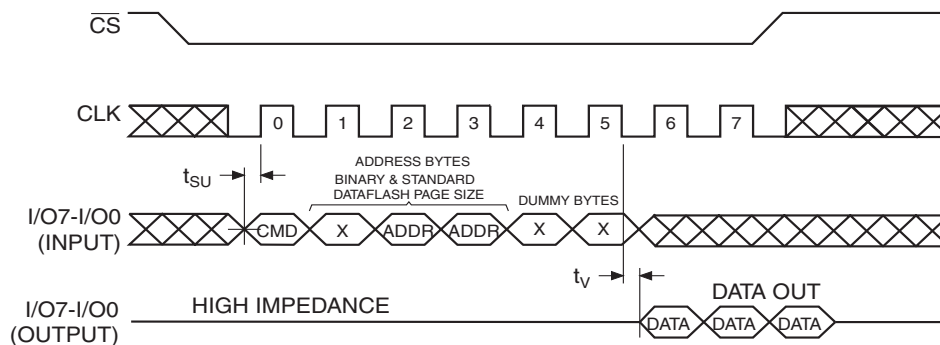 CS
CLK
0 1 2 3 4 5 6 7
tSU
ADDRESS BYTES
BINARY & STANDARD
DATAFLASH PAGE SIZE
DUMMY BYTES
I/O7-I/O0
(INPUT)
CMD X ADDR ADDR X X
tV
I/O7-I/O0
(OUTPUT)
HIGH IMPEDANCE
DATA OUT
DATA DATA DATA